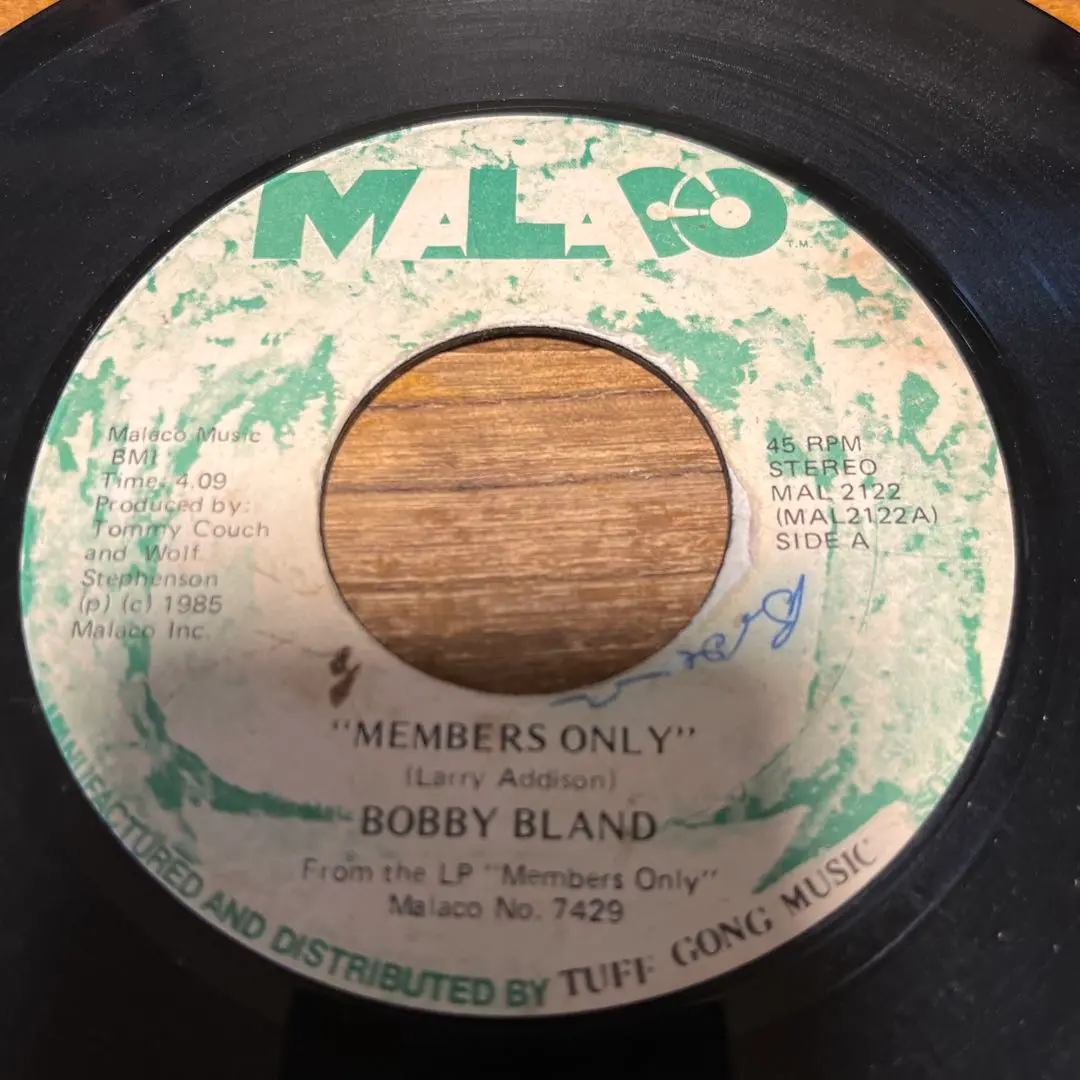 MALACO
T.M.
Malaco Music
BMI
Time. 4.09
Produced by:
Tommy Couch
and Wolf
Stephenson
(p) (c) 1985
Malaco Inc.
45 RPM
STEREO
MAL 2122
(MAL2122A)
SIDE A
"MEMBERS ONLY"
(Larry Addison)
BOBBY BLAND
From the LP "Members Only"
Malaco No. 7429
MANUFACTURED AND DISTRIBUTED BY TUFF GONG MUSIC